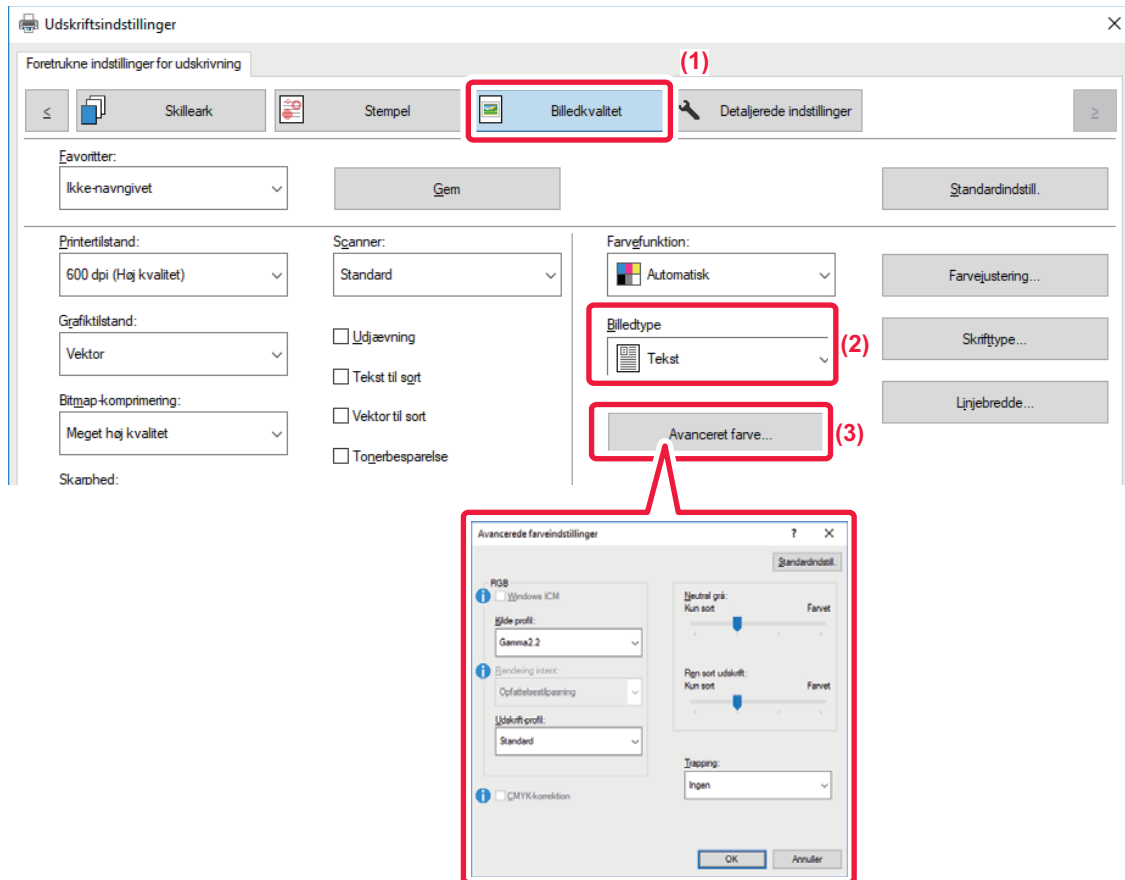 Udskriftsindstillinger
Foretrukne indstillinger for udskrivning
(1)
< Skilleark Stempel Billedkvalitet Detaljerede indstillinger >
Favoritter:
Ikke-navngivet Gem Standardindstill.
Printertilstand: Scanner: Farvefunktion:
600 dpi (Høj kvalitet) Standard Automatisk Farvejustering...
Grafiktilstand: Billedtype
Vektor Udjævning Tekst (2) Skrifttype...
Tekst til sort
Bitmap-komprimering: Vektor til sort Linjebredde...
Meget høj kvalitet Avanceret farve... (3)
Tonerbesparelse
Skarphed:
Avancerede farveindstillinger ? ×
Standardindstill.
RGB
Windows ICM
Kilde profil:
Gamma2.2
Rendering intent:
Opfattelsestilpasning
Udskrift-profil:
Standard
CMYK-korrektion
Neutral grå:
Kun sort Farvet
Ren sort udskrift:
Kun sort Farvet
Trapping:
Ingen
OK Annuller